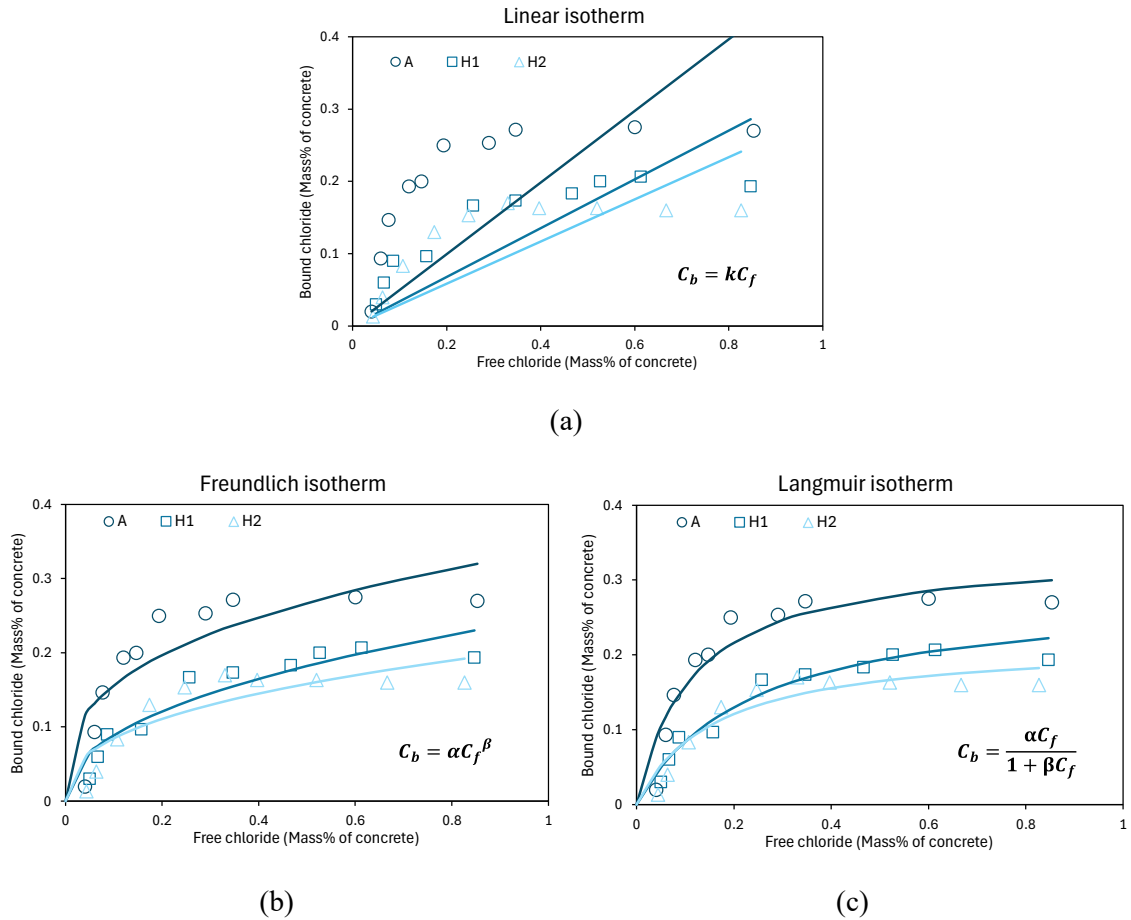 Linear isotherm
A H1 H2
Bound chloride (Mass% of concrete)
0.4
0.3
0.2
0.1
0
C_b = kC_f
0 0.2 0.4 0.6 0.8 1
Free chloride (Mass% of concrete)
(a)
Freundlich isotherm
A H1 H2
Bound chloride (Mass% of concrete)
0.4
0.3
0.2
0.1
0
C_b = αC_f^β
0 0.2 0.4 0.6 0.8 1
Free chloride (Mass% of concrete)
(b)
Langmuir isotherm
A H1 H2
Bound chloride (Mass% of concrete)
0.4
0.3
0.2
0.1
0
C_b = αC_f / 1 + βC_f
0 0.2 0.4 0.6 0.8 1
Free chloride (Mass% of concrete)
(c)